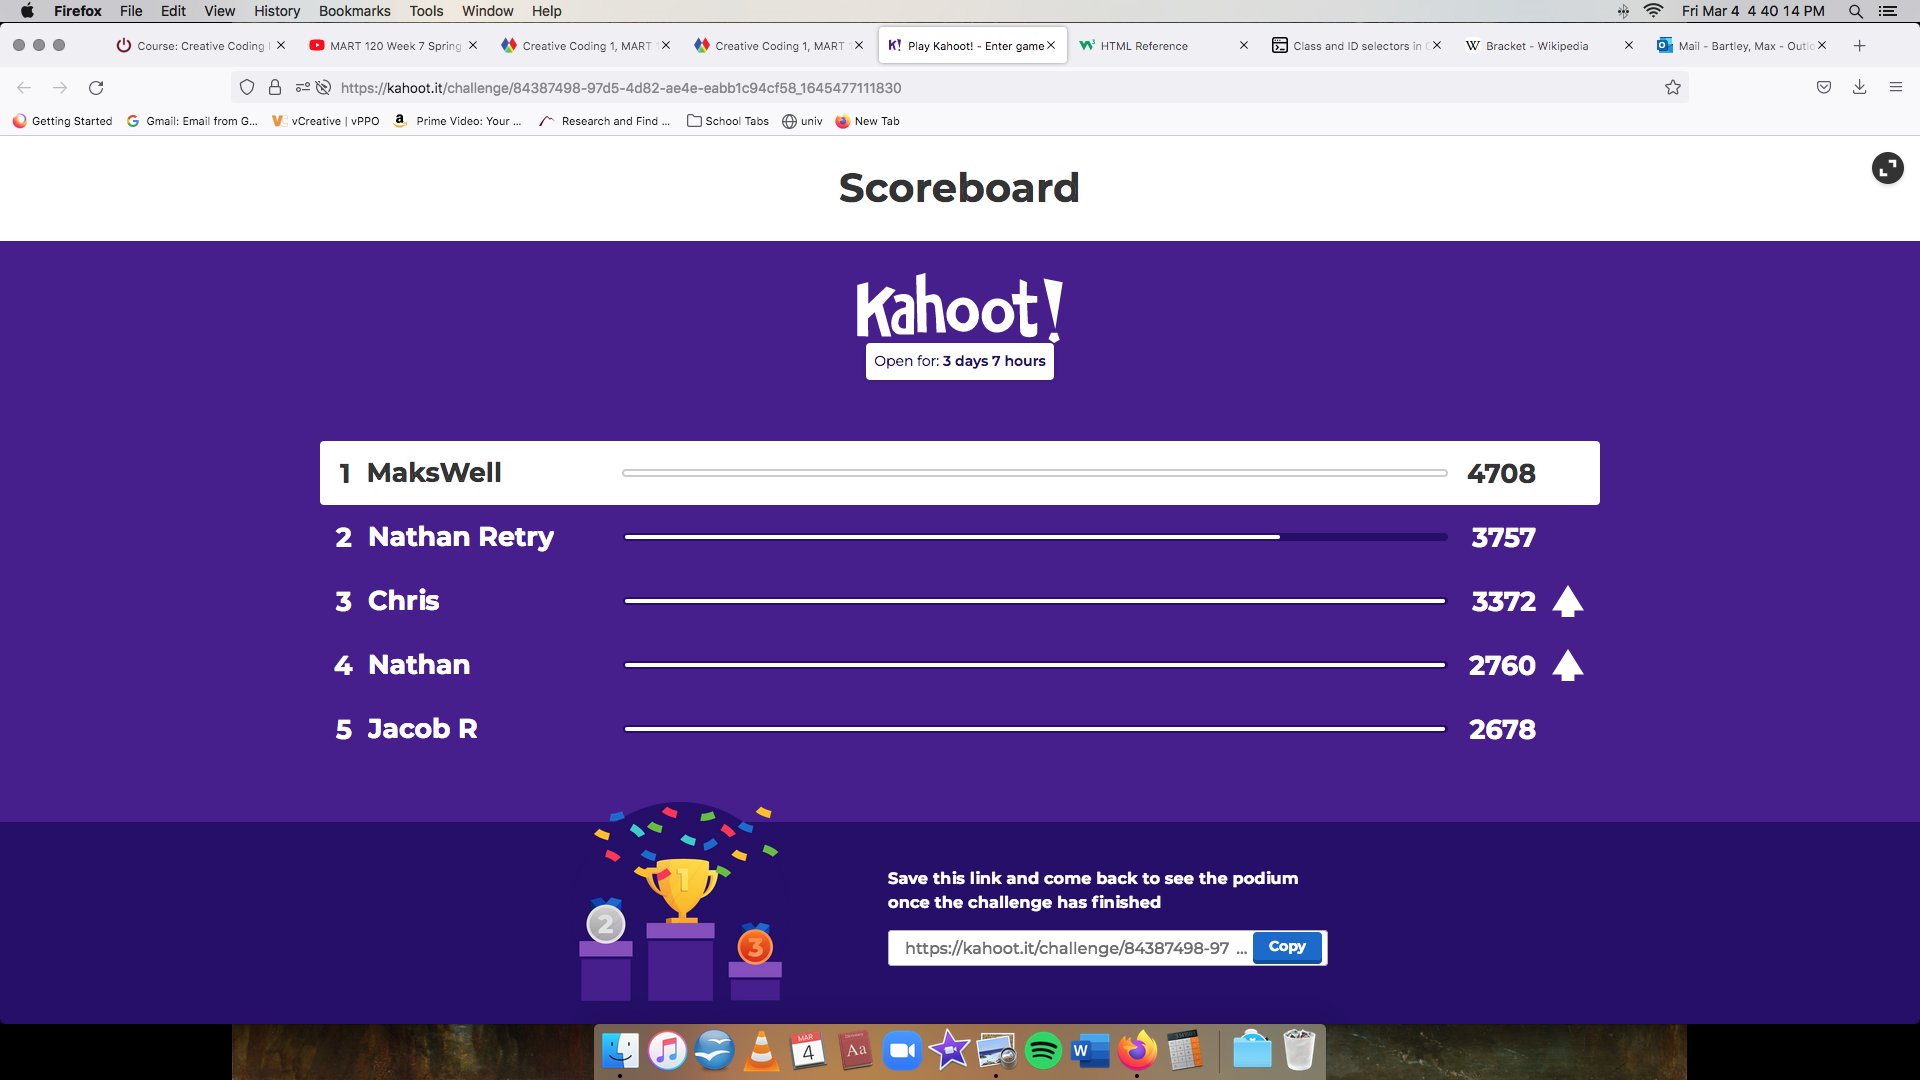 Firefox File Edit View History Bookmarks Tools Window Help Fri Mar 4 4 40 14 PM
Course: Creative Coding MART 120 Week 7 Spring Creative Coding 1, MART Creative Coding 1, MART K! Play Kahoot! - Enter game HTML Reference Class and ID selectors in W Bracket - Wikipedia Mail - Bartley, Max - Outlo
https://kahoot.it/challenge/84387498-97d5-4d82-ae4e-eabb1c94cf58_1645477111830
Getting Started Gmail: Email from G... vCreative | vPPO Prime Video: Your ... Research and Find ... School Tabs univ New Tab
Scoreboard
Kahoot!
Open for: 3 days 7 hours
1 MaksWell 4708
2 Nathan Retry 3757
3 Chris 3372
4 Nathan 2760
5 Jacob R 2678
1
2
3
Save this link and come back to see the podium
once the challenge has finished
https://kahoot.it/challenge/84387498-97 ... Copy
MAR
4
Aa
W